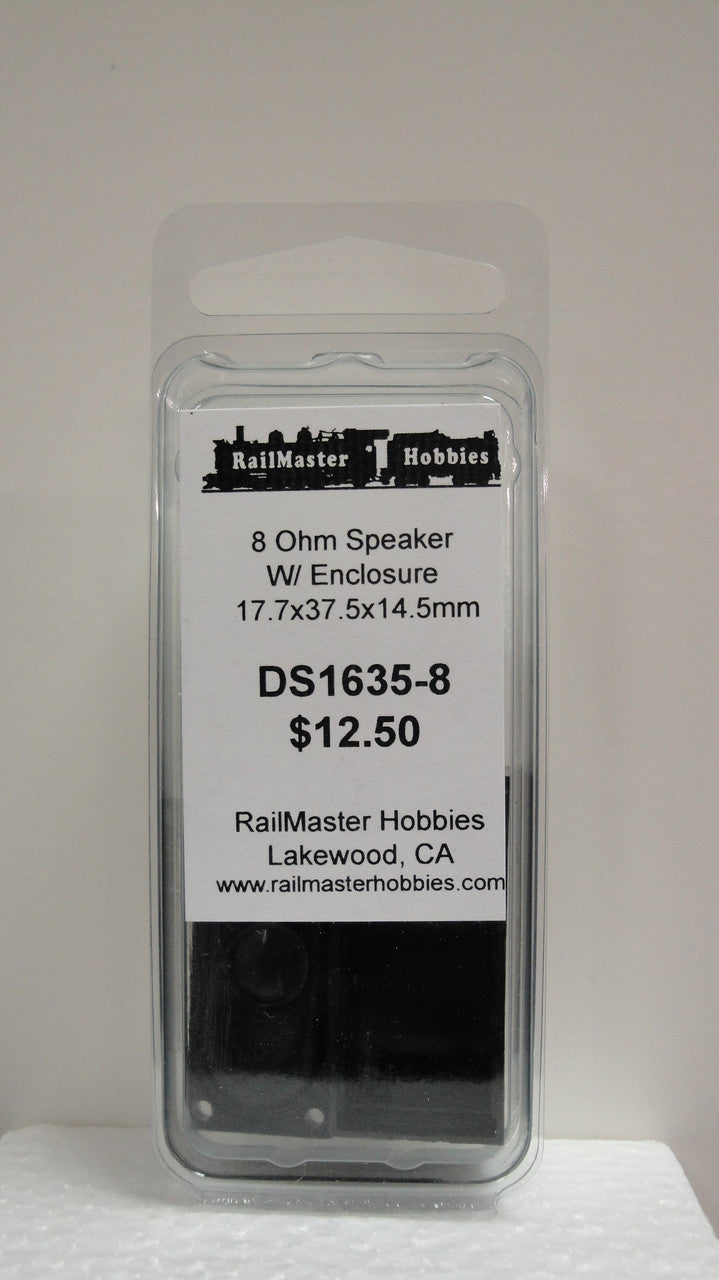 RailMaster Hobbies
8 Ohm Speaker
W/ Enclosure
17.7x37.5x14.5mm
DS1635-8
$12.50
RailMaster Hobbies
Lakewood, CA
www.railmasterhobbies.com